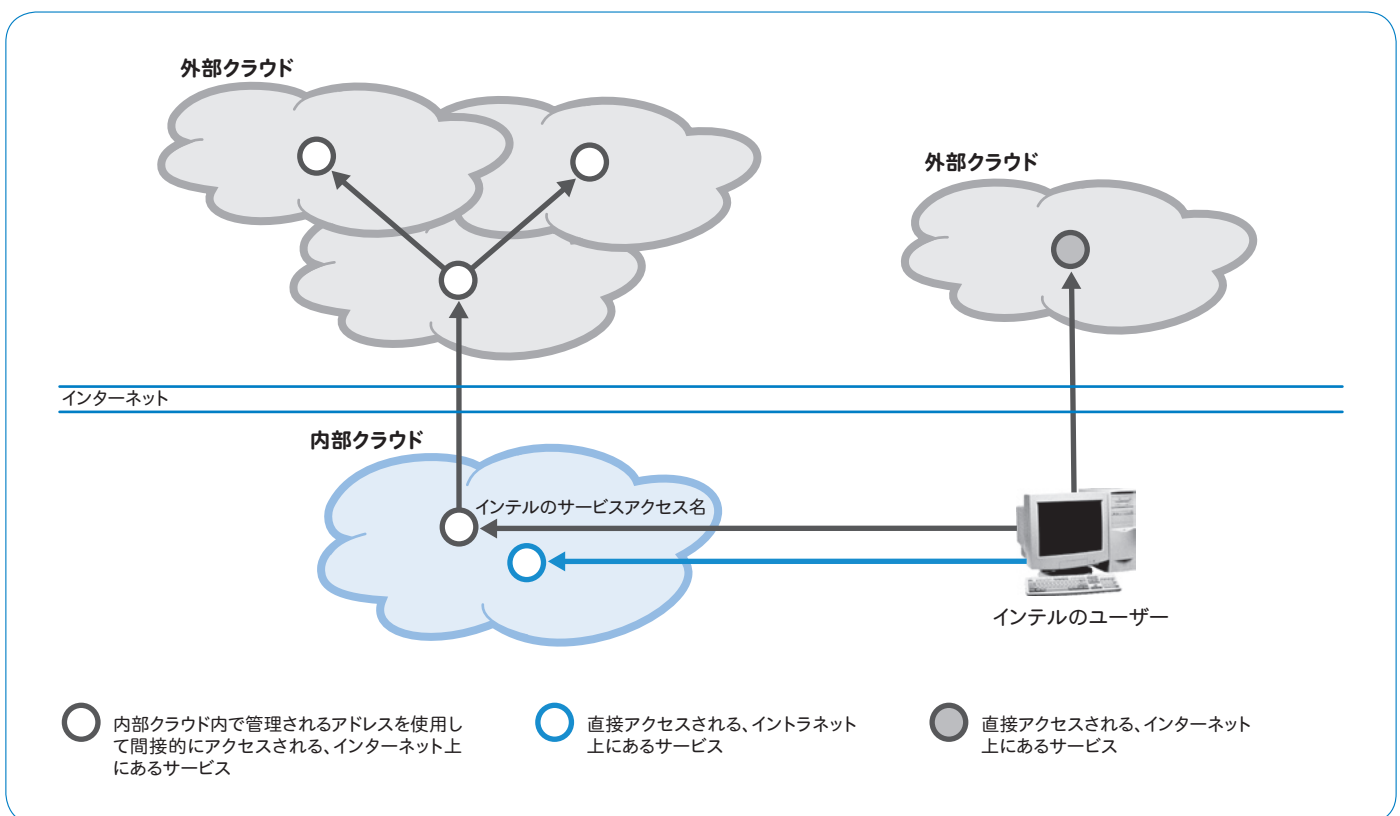 外部クラウド
外部クラウド
インターネット
内部クラウド
インテルのサービスアクセス名
インテルのユーザー
内部クラウド内で管理されるアドレスを使用し
て間接的にアクセスされる、インターネット上
にあるサービス
直接アクセスされる、イントラネット
上にあるサービス
直接アクセスされる、インターネット
上にあるサービス